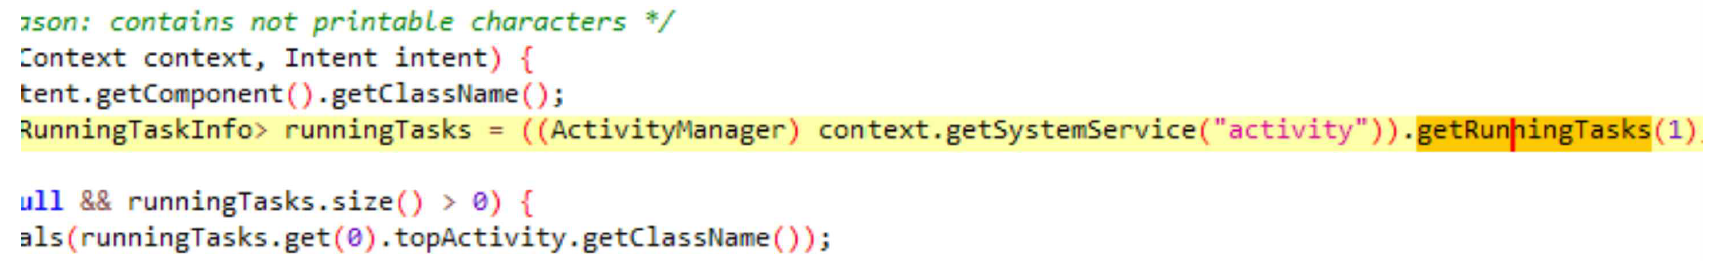 ason: contains not printable characters */
Context context, Intent intent) {
tent.getComponent().getClassName();
RunningTaskInfo> runningTasks = ((ActivityManager) context.getSystemService("activity")).getRunningTasks(1)
ull && runningTasks.size() > 0) {
als(runningTasks.get(0).topActivity.getClassName());